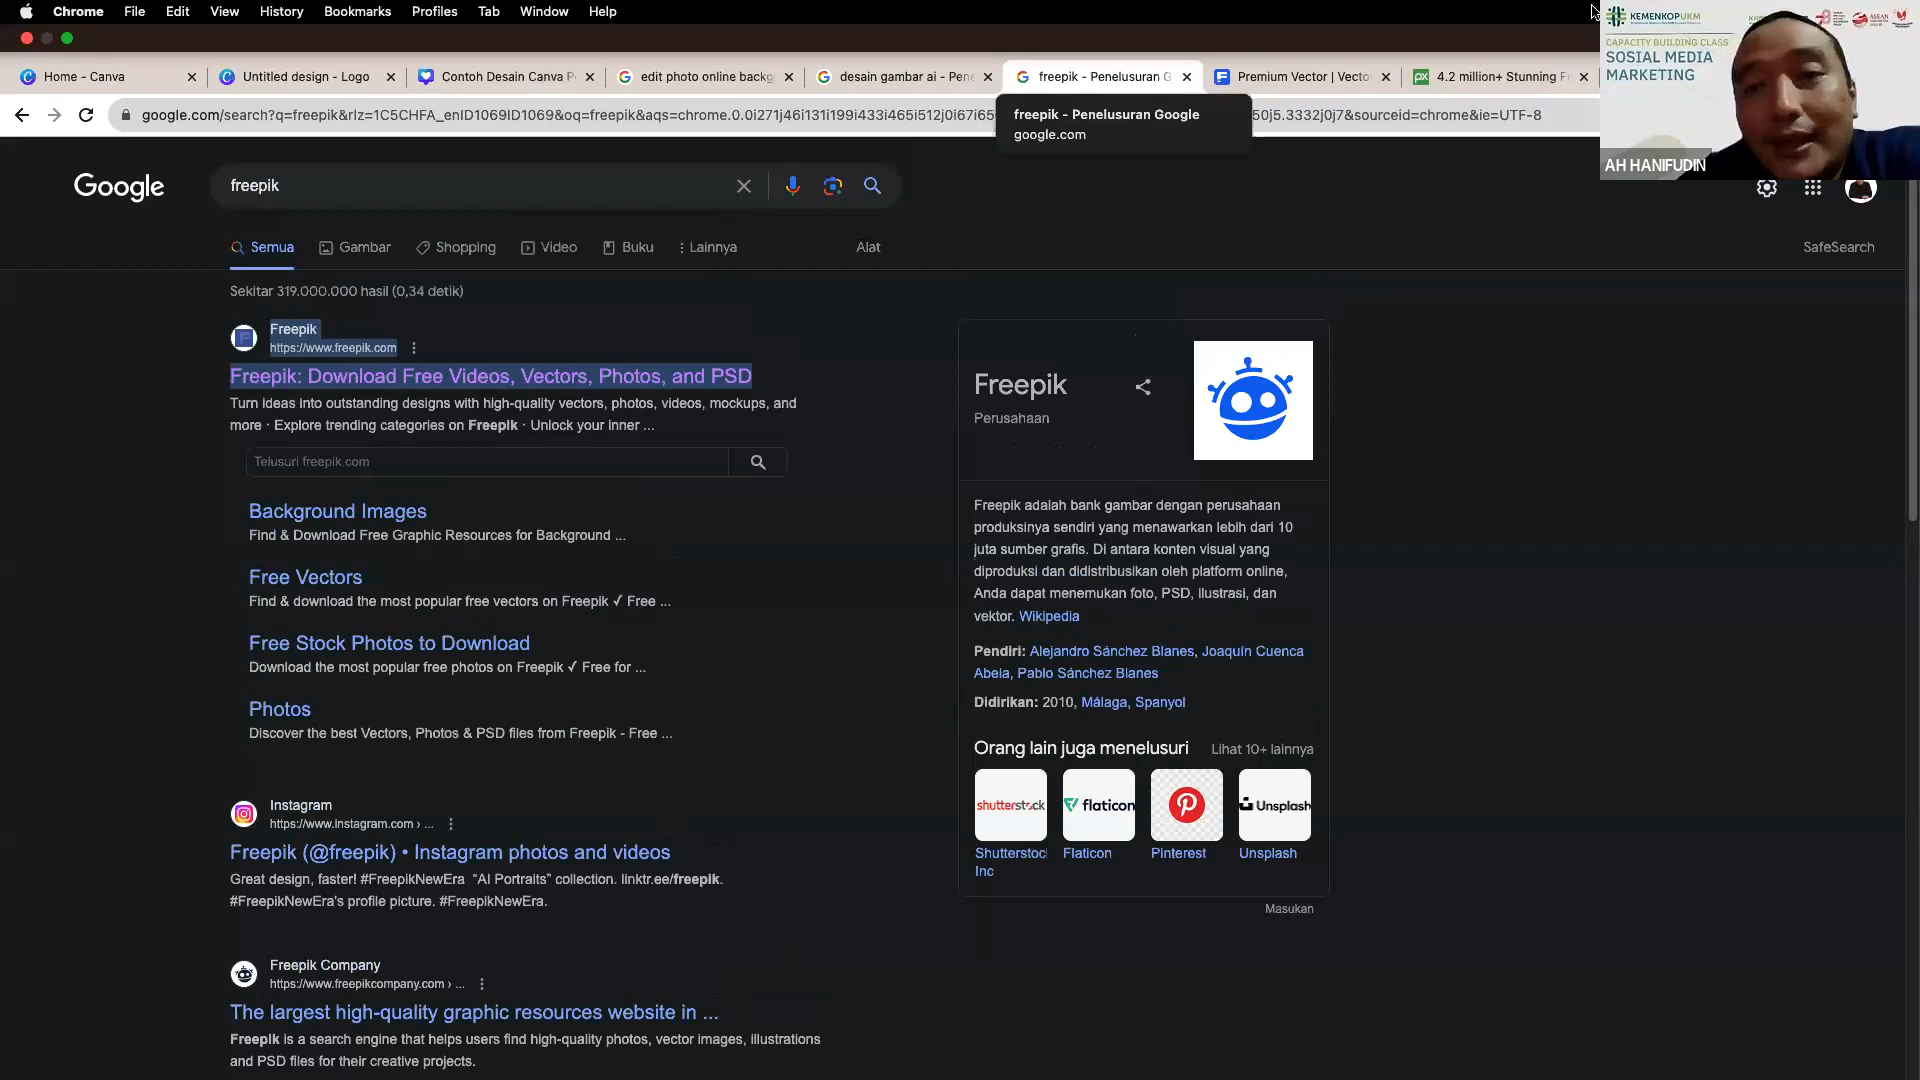 Chrome File Edit View History Bookmarks Profiles Tab Window Help
KEMENKOPUKM
CAPACITY BUILDING CLASS
SOSIAL MEDIA
MARKETING
AH HANIFUDIN
Home - Canva
Untitled design - Logo
Contoh Desain Canva P
edit photo online backg
desain gambar ai - Pene
freepik - Penelusuran G
Premium Vector | Vecto
4.2 million+ Stunning F
google.com/search?q=freepik&rlz=1C5CHFA_enID1069ID1069&oq=freepik&aqs=chrome.0.0i271j46i131i199i433i465i512j0i67i65
50j5.3332j0j7&sourceid=chrome&ie=UTF-8
freepik - Penelusuran Google
google.com
Google
freepik
Semua Gambar Shopping Video Buku Lainnya Alat SafeSearch
Sekitar 319.000.000 hasil (0,34 detik)
Freepik
https://www.freepik.com
Freepik: Download Free Videos, Vectors, Photos, and PSD
Turn ideas into outstanding designs with high-quality vectors, photos, videos, mockups, and
more · Explore trending categories on Freepik · Unlock your inner ...
Telusuri freepik.com
Background Images
Find & Download Free Graphic Resources for Background ...
Free Vectors
Find & download the most popular free vectors on Freepik ✓ Free ...
Free Stock Photos to Download
Download the most popular free photos on Freepik ✓ Free for ...
Photos
Discover the best Vectors, Photos & PSD files from Freepik - Free ...
Instagram
https://www.instagram.com › ...
Freepik (@freepik) • Instagram photos and videos
Great design, faster! #FreepikNewEra “AI Portraits” collection. linktr.ee/freepik.
#FreepikNewEra's profile picture. #FreepikNewEra.
Freepik Company
https://www.freepikcompany.com › ...
The largest high-quality graphic resources website in ...
Freepik is a search engine that helps users find high-quality photos, vector images, illustrations
and PSD files for their creative projects.
Freepik
Perusahaan
Freepik adalah bank gambar dengan perusahaan
produksinya sendiri yang menawarkan lebih dari 10
juta sumber grafis. Di antara konten visual yang
diproduksi dan didistribusikan oleh platform online,
Anda dapat menemukan foto, PSD, ilustrasi, dan
vektor. Wikipedia
Pendiri: Alejandro Sánchez Blanes, Joaquín Cuenca
Abela, Pablo Sánchez Blanes
Didirikan: 2010, Málaga, Spanyol
Orang lain juga menelusuri
Lihat 10+ lainnya
shutterstock
flaticon
Unsplash
Shutterstoc
Inc
Flaticon
Pinterest
Unsplash
Masukan